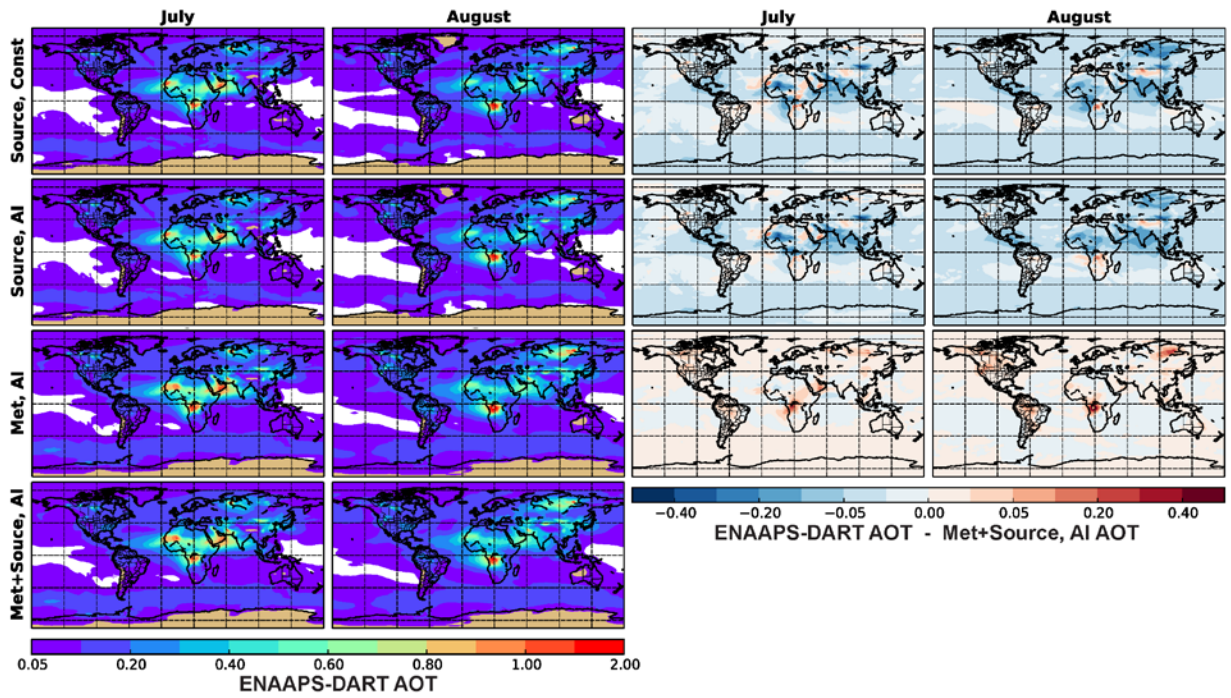 July August July August
Source, Const
Source, AI
Met, AI
Met+Souce, AI
−0.40 −0.20 −0.05 0.00 0.05 0.20 0.40
ENAAPS-DART AOT - Met+Source, AI AOT
0.05 0.20 0.40 0.60 0.80 1.00 2.00
ENAAPS-DART AOT